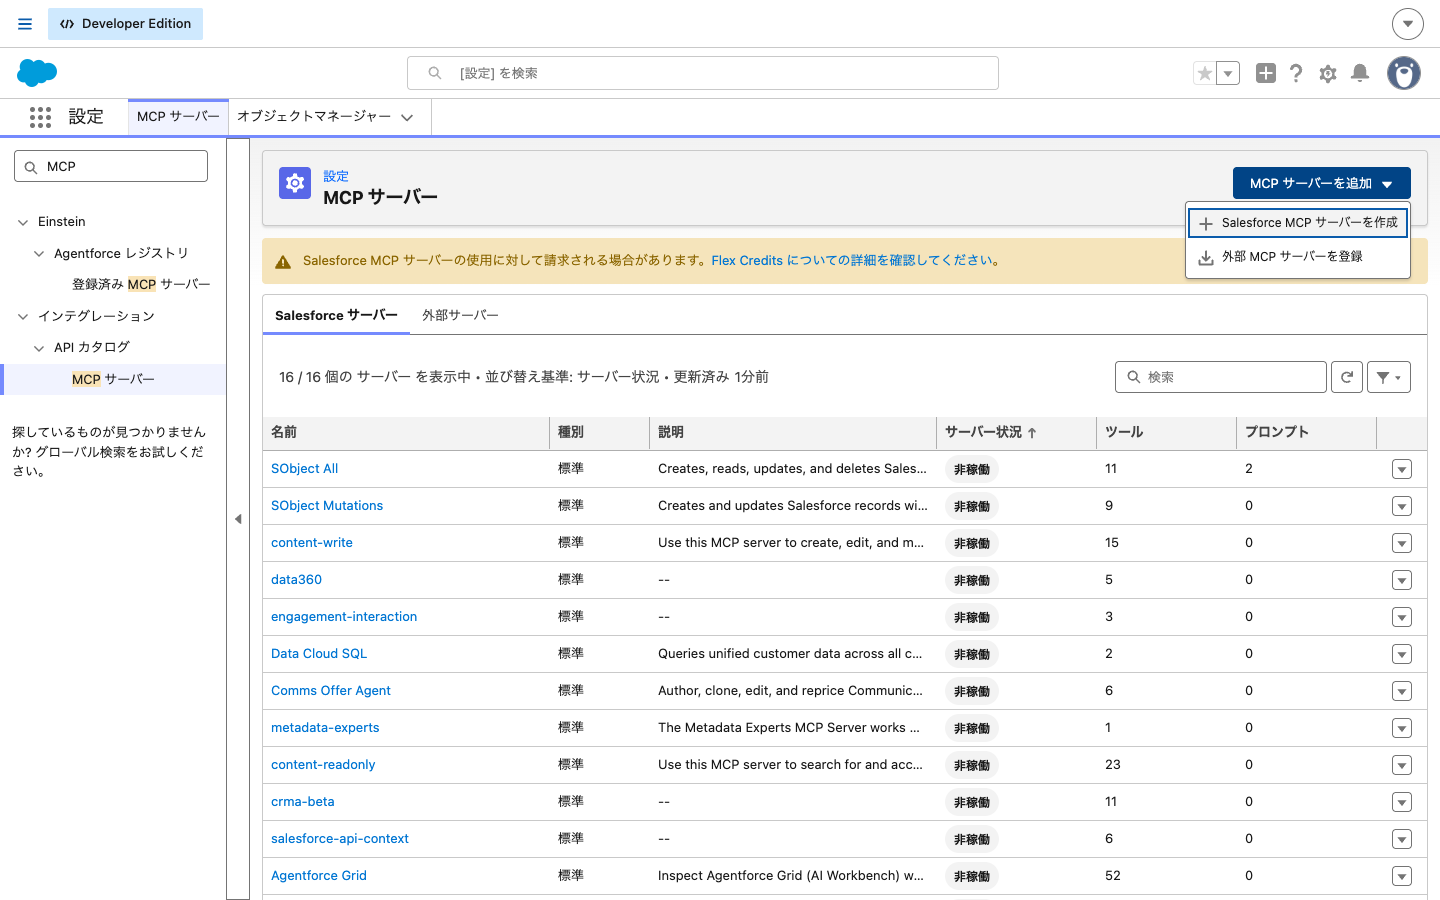 Developer Edition
[設定] を検索
設定
MCP サーバー
オブジェクトマネージャー
MCP
Einstein
Agentforce レジストリ
登録済み MCP サーバー
インテグレーション
API カタログ
MCP サーバー
探しているものが見つかりません
か? グローバル検索をお試しくだ
さい。
設定
MCP サーバー
MCP サーバーを追加
Salesforce MCP サーバーを作成
外部 MCP サーバーを登録
Salesforce MCP サーバーの使用に対して請求される場合があります。Flex Credits についての詳細を確認してください。
Salesforce サーバー
外部サーバー
16 / 16 個の サーバー を表示中・並び替え基準: サーバー状況・更新済み 1分前
検索
名前 種別 説明 サーバー状況 ツール プロンプト
SObject All 標準 Creates, reads, updates, and deletes Sales... 非稼働 11 2
SObject Mutations 標準 Creates and updates Salesforce records wi... 非稼働 9 0
content-write 標準 Use this MCP server to create, edit, and m... 非稼働 15 0
data360 標準 -- 非稼働 5 0
engagement-interaction 標準 -- 非稼働 3 0
Data Cloud SQL 標準 Queries unified customer data across all c... 非稼働 2 0
Comms Offer Agent 標準 Author, clone, edit, and reprice Communic... 非稼働 6 0
metadata-experts 標準 The Metadata Experts MCP Server works ... 非稼働 1 0
content-readonly 標準 Use this MCP server to search for and acc... 非稼働 23 0
crma-beta 標準 -- 非稼働 11 0
salesforce-api-context 標準 -- 非稼働 6 0
Agentforce Grid 標準 Inspect Agentforce Grid (AI Workbench) w... 非稼働 52 0